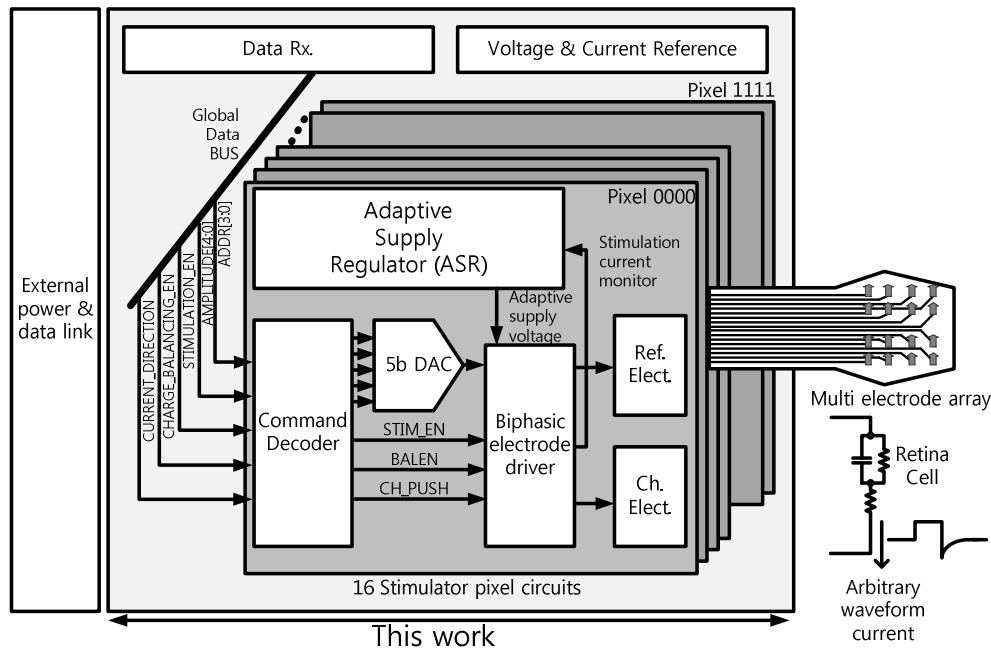 Data Rx.
Voltage & Current Reference
Pixel 1111
Global
Data
BUS
Pixel 0000
Adaptive
Supply
Regulator (ASR)
Stimulation
current
monitor
Adaptive
supply
voltage
ADDR[3:0]
AMPLITUDE[4:0]
STIMULATION_EN
CHARGE_BALANCING_EN
CURRENT_DIRECTION
External
power &
data link
5b DAC
Command
Decoder
STIM_EN
BALEN
CH_PUSH
Biphasic
electrode
driver
Ref.
Elect.
Ch.
Elect.
16 Stimulator pixel circuits
This work
Multi electrode array
Retina
Cell
Arbitrary
waveform
current